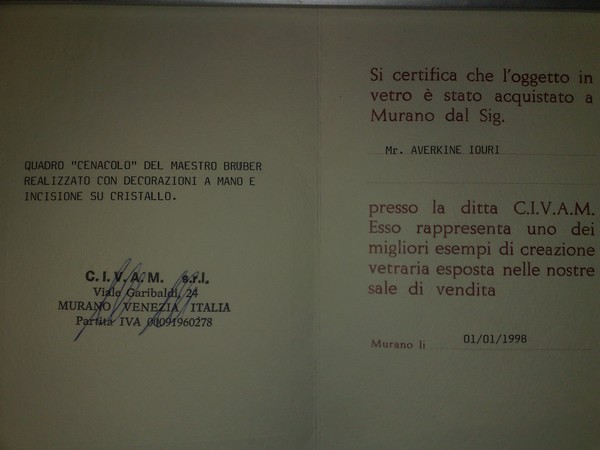 QUADRO "CENACOLO" DEL MAESTRO BRUBER
REALIZZATO CON DECORAZIONI A MANO E
INCISIONE SU CRISTALLO.
C.I.V.A.M. s.r.l.
Viale Garibaldi, 24
MURANO VENEZIA ITALIA
Partita IVA 00091960278
Si certifica che l'oggetto in
vetro è stato acquistato a
Murano dal Sig.
Mr. AVERKINE IOURI
presso la ditta C.I.V.A.M.
Esso rappresenta uno dei
migliori esempi di creazione
vetraria esposta nelle nostre
sale di vendita
Murano li 01/01/1998